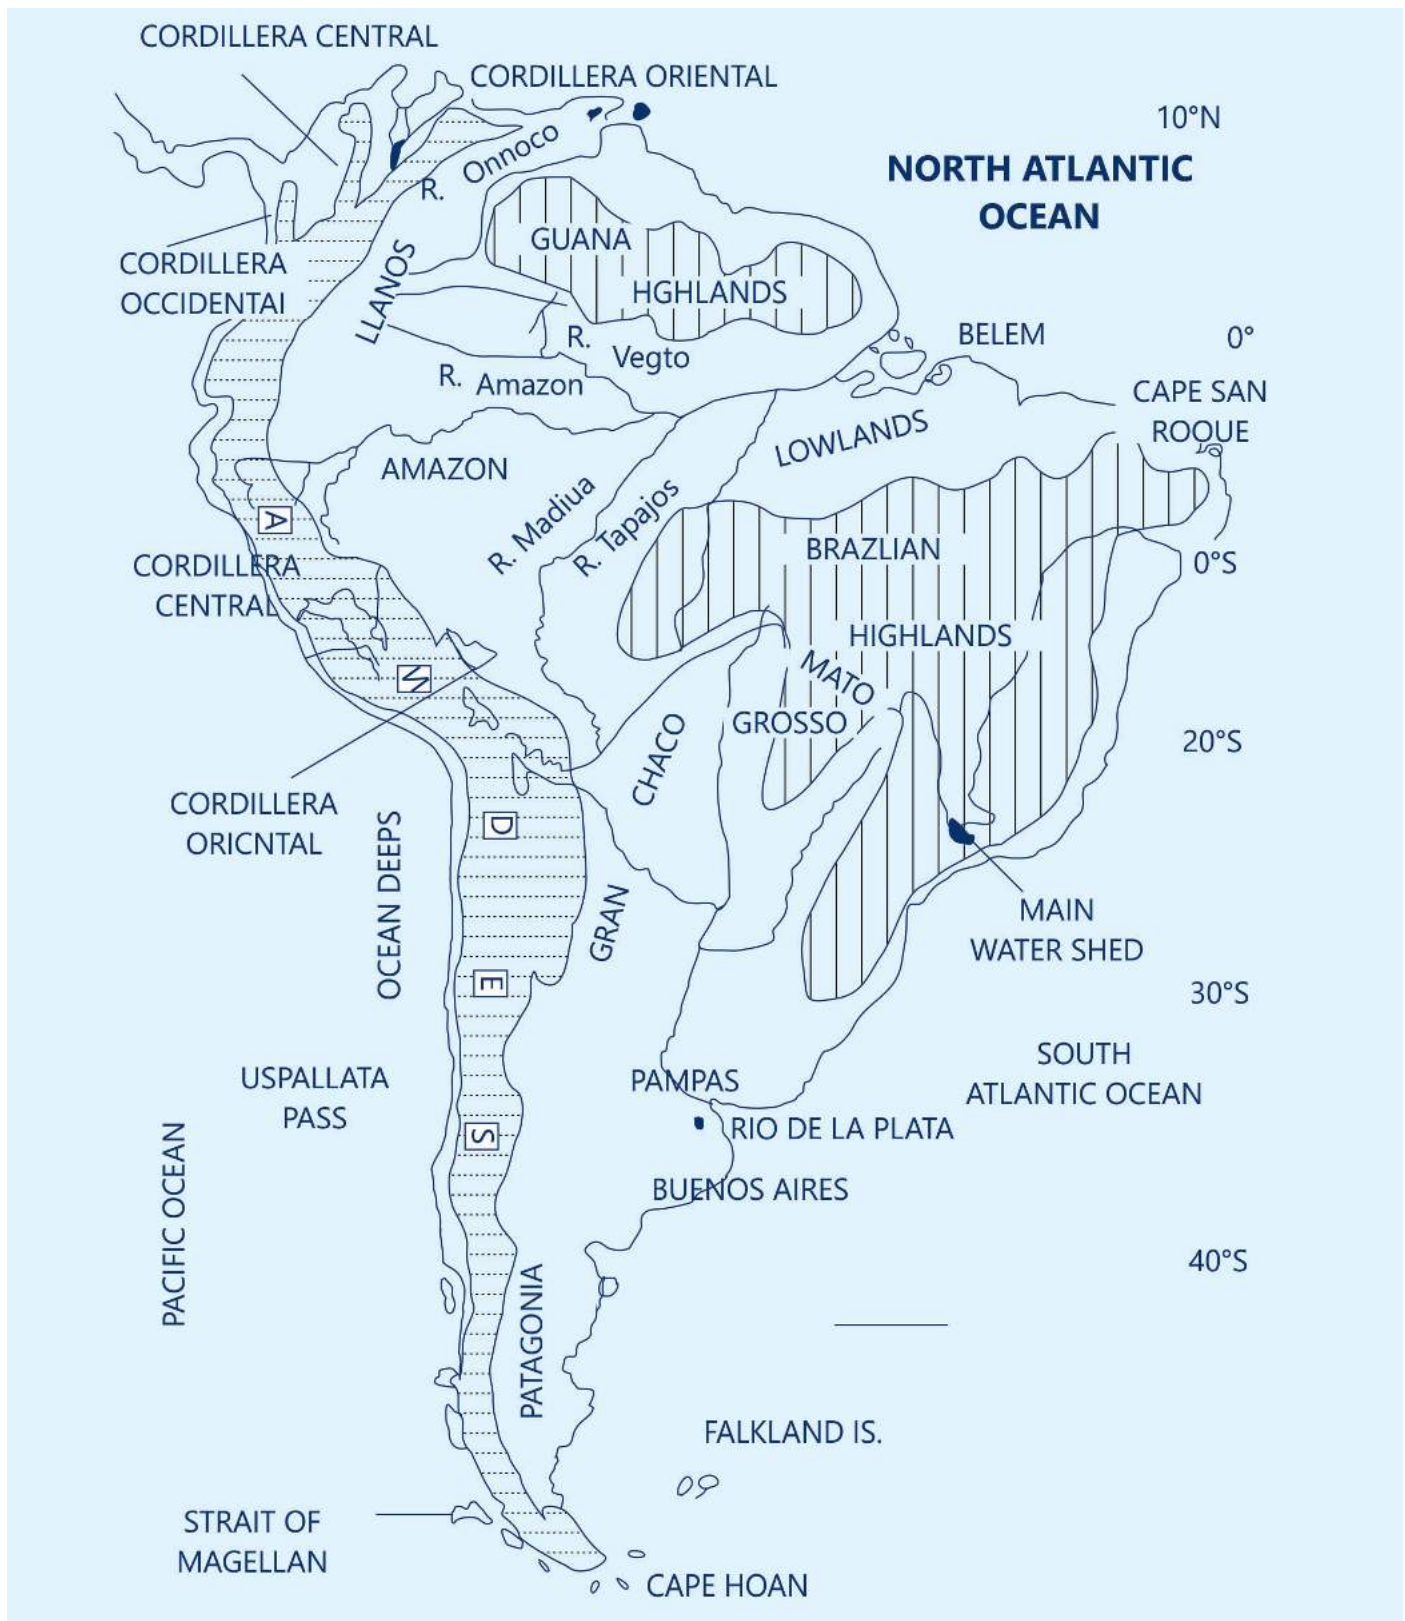 CORDILLERA CENTRAL
CORDILLERA ORIENTAL
10°N
NORTH ATLANTIC
OCEAN
R. Onnoco
GUANA
HGHLANDS
CORDILLERA
OCCIDENTAI
LLANOS
R. Vegto
BELEM
0°
R. Amazon
CAPE SAN
ROQUE
LOWLANDS
AMAZON
R. Madiua
R. Tapajos
A
N
D
E
S
BRAZLIAN
HIGHLANDS
0°S
CORDILLERA
CENTRAL
MATO
GROSSO
CHACO
20°S
CORDILLERA
ORICNTAL
OCEAN DEEPS
GRAN
MAIN
WATER SHED
30°S
SOUTH
ATLANTIC OCEAN
USPALLATA
PASS
PAMPAS
RIO DE LA PLATA
BUENOS AIRES
PACIFIC OCEAN
40°S
PATAGONIA
FALKLAND IS.
STRAIT OF
MAGELLAN
CAPE HOAN